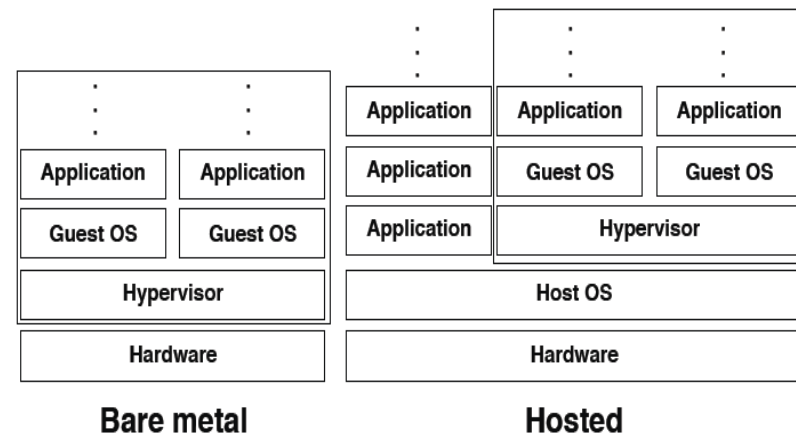 Application Application Application
Application Application Application Guest OS Guest OS
Guest OS Guest OS Application Hypervisor
Hypervisor Host OS
Hardware Hardware
Bare metal Hosted